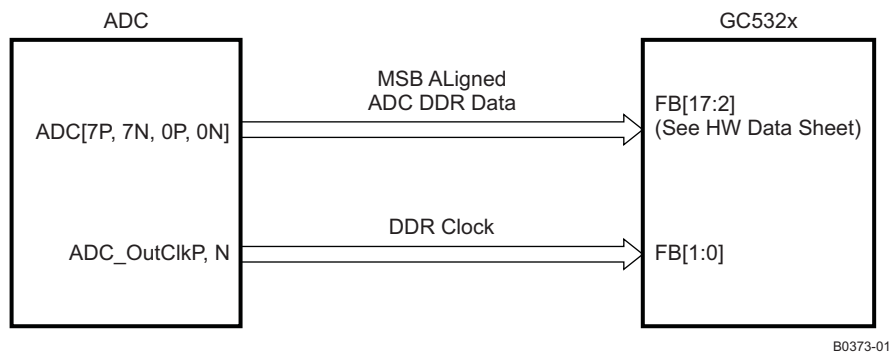 ADC
GC532x
MSB ALigned
ADC DDR Data
ADC[7P, 7N, 0P, 0N]
FB[17:2]
(See HW Data Sheet)
DDR Clock
ADC_OutClkP, N
FB[1:0]
B0373-01